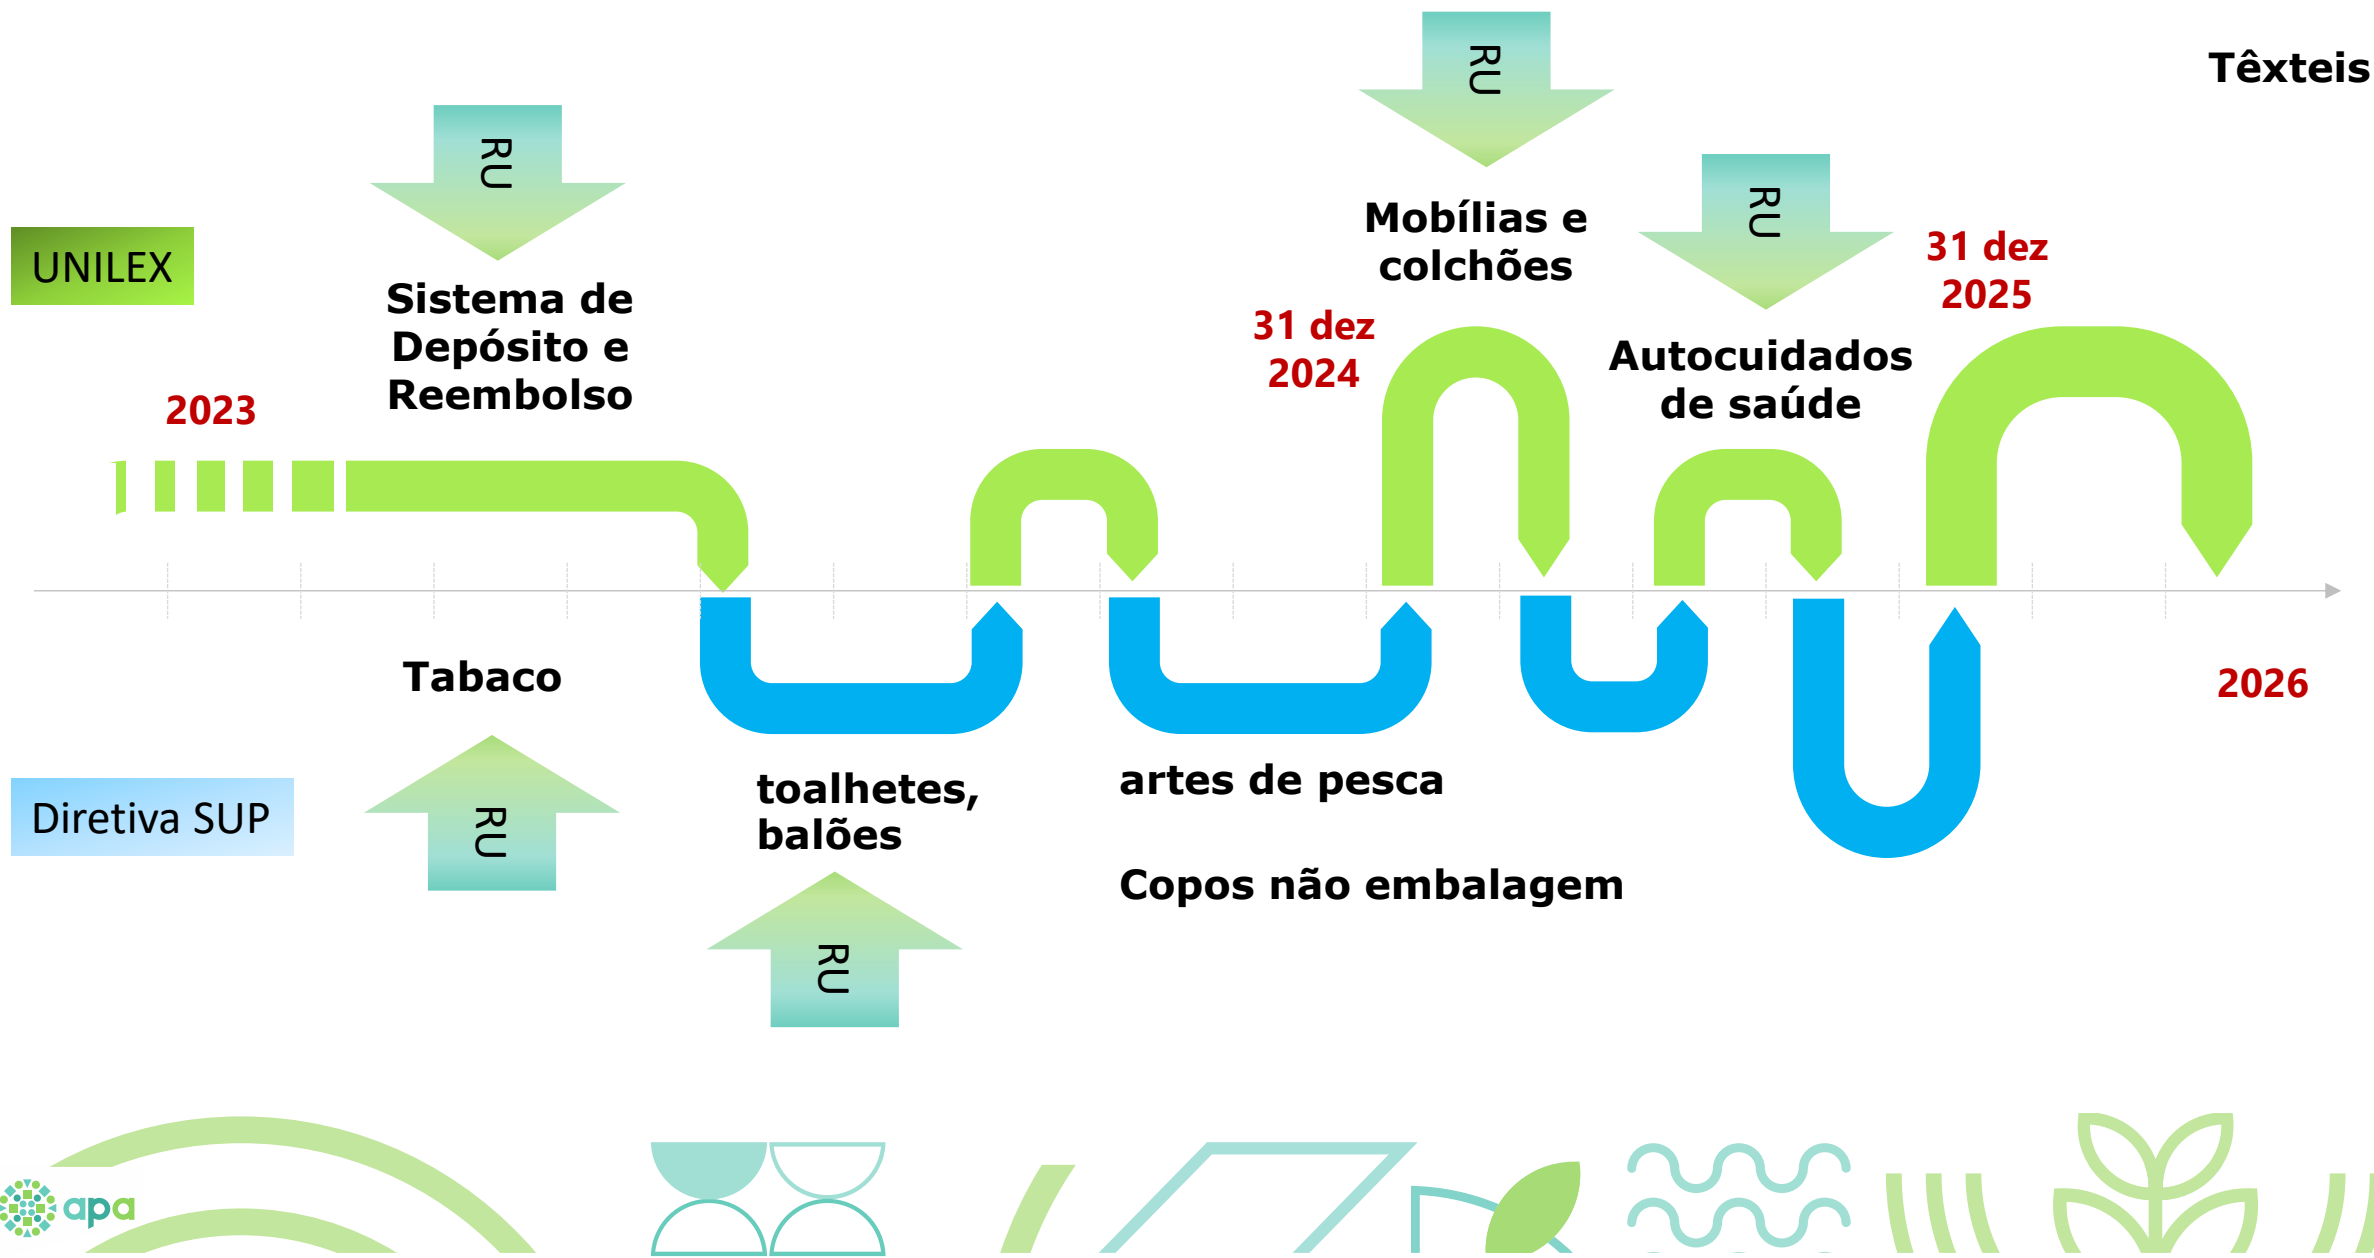 RU
Têxteis
RU
Mobílias e
colchões
RU
31 dez
2025
UNILEX
Sistema de
Depósito e
Reembolso
31 dez
2024
Autocuidados
de saúde
2023
Tabaco
2026
RU
Diretiva SUP
toalhetes,
balões
artes de pesca
Copos não embalagem
RU
apa